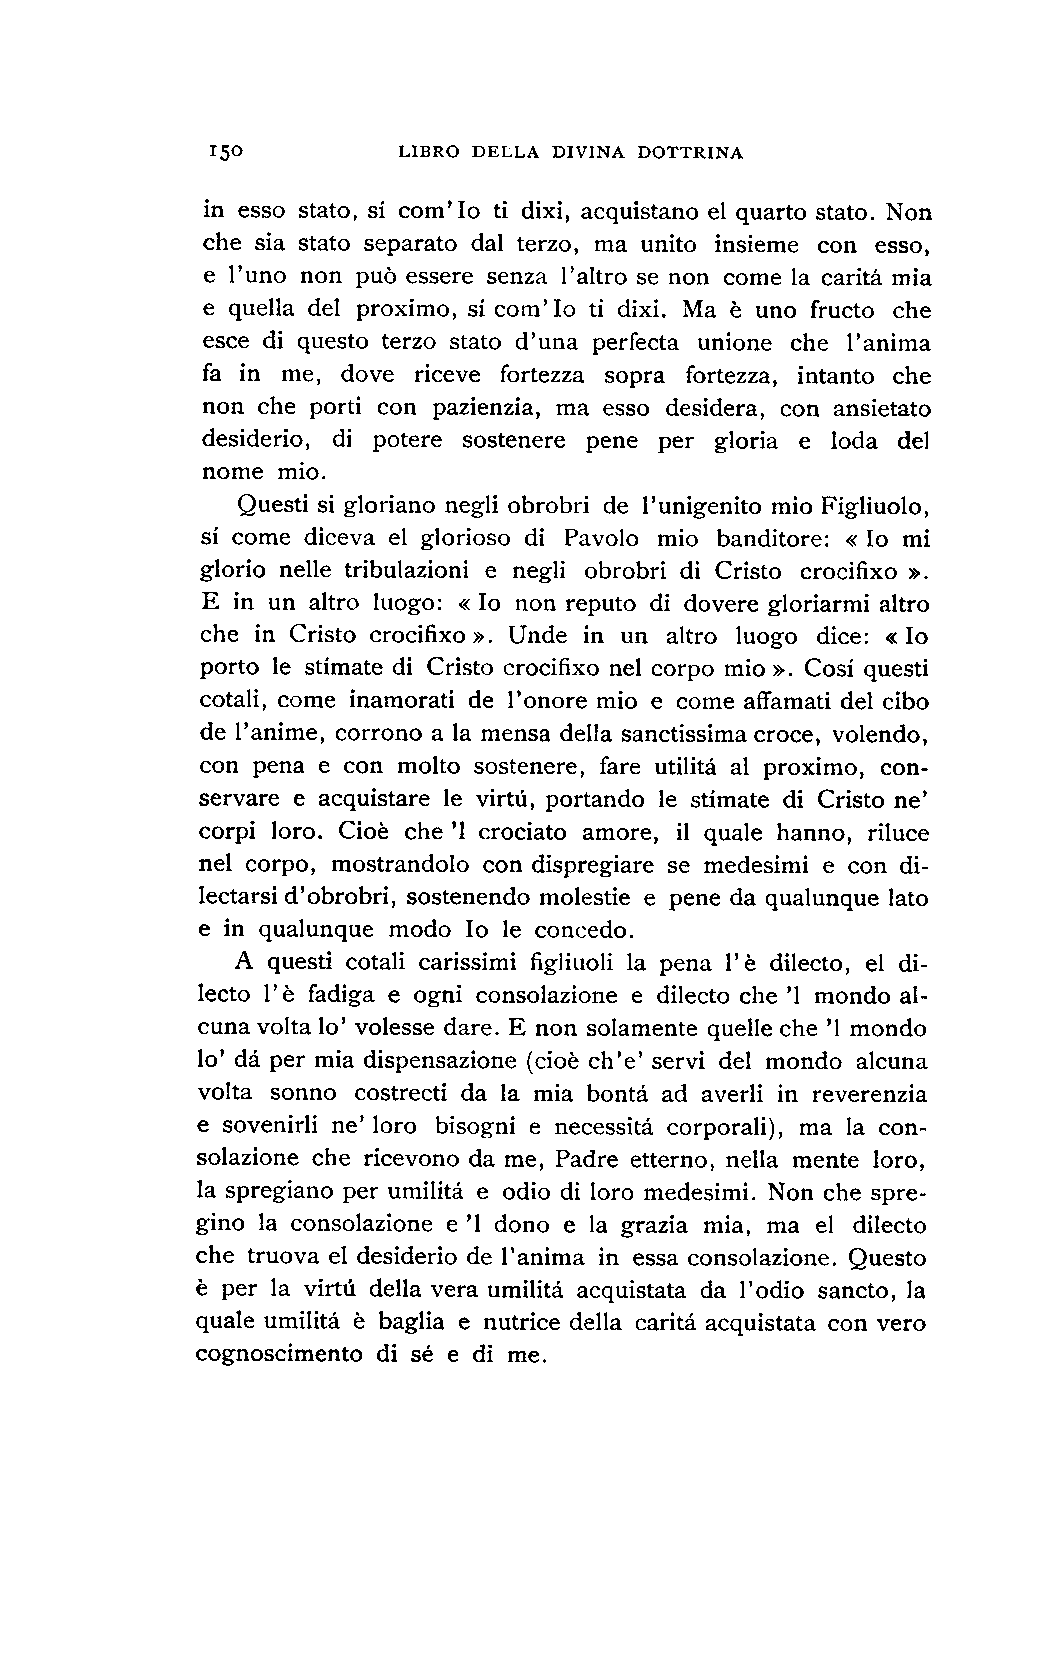 150 LIBRO DELLA DIVINA DOTTRINA
in esso stato, sí com' Io ti dixi, acquistano el quarto stato. Non
che sia stato separato dal terzo, ma unito insieme con esso,
e l'uno non può essere senza l'altro se non come la caritá mia
e quella del proximo, sí com' Io ti dixi. Ma è uno fructo che
esce di questo terzo stato d'una perfecta unione che l'anima
fa in me, dove riceve fortezza sopra fortezza, intanto che
non che porti con pazienzia, ma esso desidera, con ansietato
desiderio, di potere sostenere pene per gloria e loda del
nome mio.
Questi si gloriano negli obrobri de l'unigenito mio Figliuolo,
sí come diceva el glorioso di Pavolo mio banditore: « Io mi
glorio nelle tribulazioni e negli obrobri di Cristo crocifixo ».
E in un altro luogo: « Io non reputo di dovere gloriarmi altro
che in Cristo crocifixo ». Unde in un altro luogo dice: « Io
porto le stímate di Cristo crocifixo nel corpo mio ». Cosí questi
cotali, come inamorati de l'onore mio e come affamati del cibo
de l'anime, corrono a la mensa della sanctissima croce, volendo,
con pena e con molto sostenere, fare utilitá al proximo, con-
servare e acquistare le virtú, portando le stímate di Cristo ne'
corpi loro. Cioè che 'l crociato amore, il quale hanno, riluce
nel corpo, mostrandolo con dispregiare se medesimi e con di-
lectarsi d'obrobri, sostenendo molestie e pene da qualunque lato
e in qualunque modo Io le concedo.
A questi cotali carissimi figliuoli la pena l' è dilecto, el di-
lecto l' è fadiga e ogni consolazione e dilecto che 'l mondo al-
cuna volta lo' volesse dare. E non solamente quelle che 'l mondo
lo' dá per mia dispensazione (cioè ch'e' servi del mondo alcuna
volta sonno costrecti da la mia bontá ad averli in reverenzia
e sovenirli ne' loro bisogni e necessitá corporali), ma la con-
solazione che ricevono da me, Padre etterno, nella mente loro,
la spregiano per umilitá e odio di loro medesimi. Non che spre-
gino la consolazione e 'l dono e la grazia mia, ma el dilecto
che truova el desiderio de l'anima in essa consolazione. Questo
è per la virtú della vera umilitá acquistata da l'odio sancto, la
quale umilitá è baglia e nutrice della caritá acquistata con vero
cognoscimento di sé e di me.